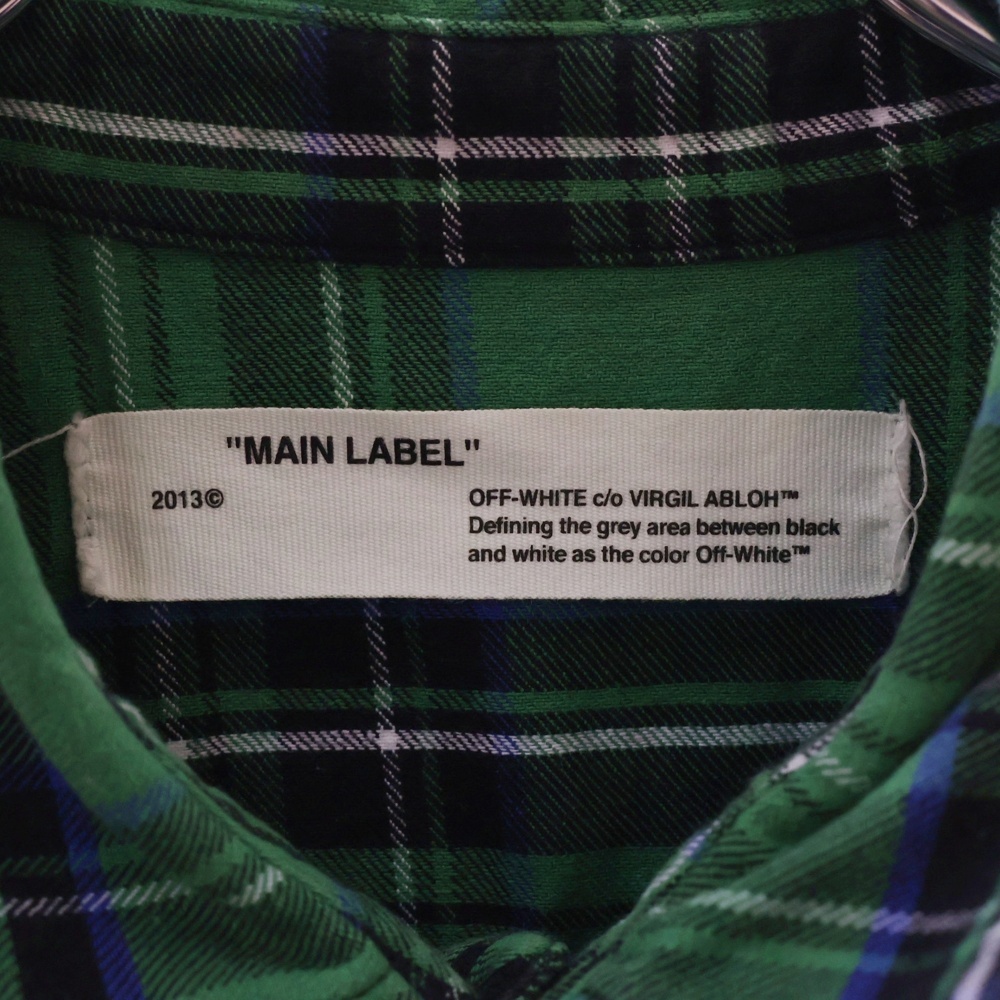 "MAIN LABEL"
2013©
OFF-WHITE c/o VIRGIL ABLOH™
Defining the grey area between black
and white as the color Off-White™